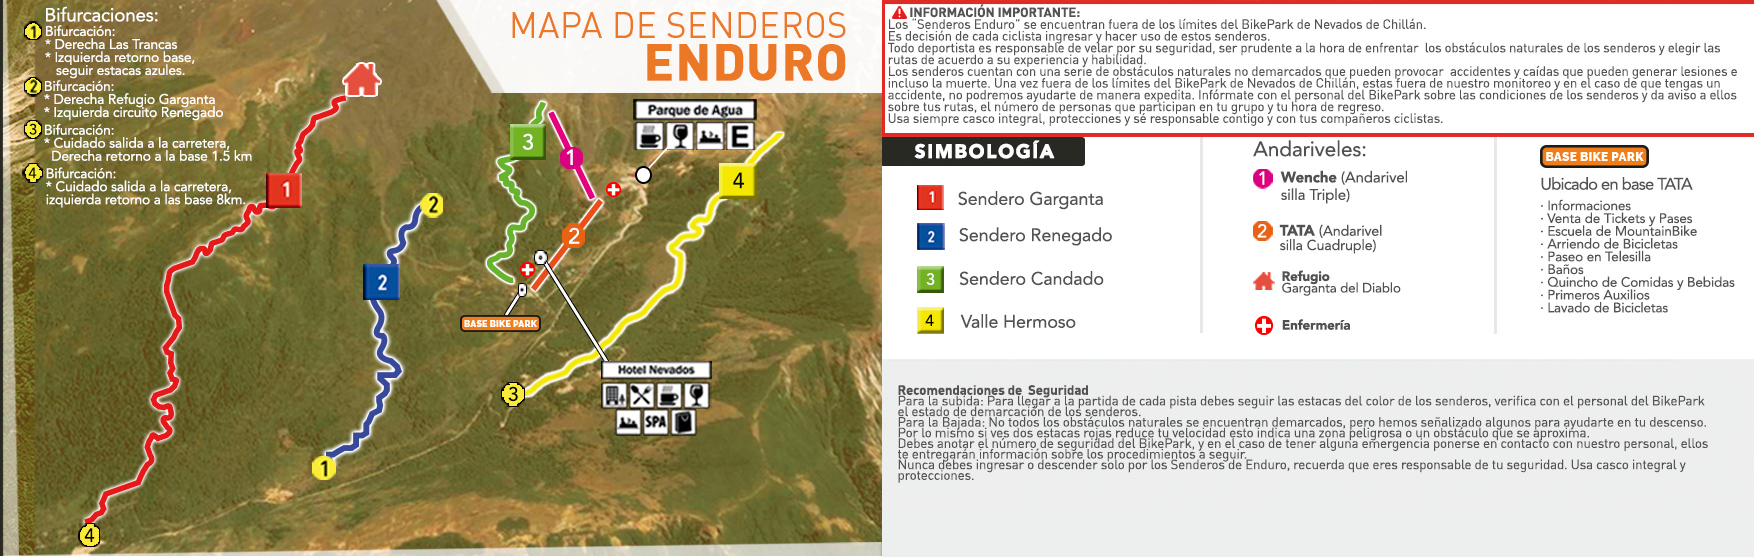 Bifurcaciones:
1 Bifurcación:
* Derecha Las Trancas
* Izquierda retorno base,
seguir estacas azules.
2 Bifurcación:
* Derecha Refugio Garganta
* Izquierda circuito Renegado
3 Bifurcación:
* Cuidado salida a la carretera,
Derecha retorno a la base 1.5 km
4 Bifurcación:
* Cuidado salida a la carretera,
izquierda retorno a las base 8km.
MAPA DE SENDEROS
ENDURO
Parque de Agua
E
3
1
4
1
2
2
2
BASE BIKE PARK
Hotel Nevados
SPA
3
1
4
INFORMACIÓN IMPORTANTE:
Los "Senderos Enduro" se encuentran fuera de los límites del BikePark de Nevados de Chillán.
Es decisión de cada ciclista ingresar y hacer uso de estos senderos.
Todo deportista es responsable de velar por su seguridad, ser prudente a la hora de enfrentar los obstáculos naturales de los senderos y elegir las
rutas de acuerdo a su experiencia y habilidad.
Los senderos cuentan con una serie de obstáculos naturales no demarcados que pueden provocar accidentes y caídas que pueden generar lesiones e
incluso la muerte. Una vez fuera de los límites del BikePark de Nevados de Chillán, estas fuera de nuestro monitoreo y en el caso de que tengas un
accidente, no podremos ayudarte de manera expedita. Infórmate con el personal del BikePark sobre las condiciones de los senderos y da aviso a ellos
sobre tus rutas, el número de personas que participan en tu grupo y tu hora de regreso.
Usa siempre casco integral, protecciones y sé responsable contigo y con tus compañeros ciclistas.
SIMBOLOGÍA
1 Sendero Garganta
2 Sendero Renegado
3 Sendero Candado
4 Valle Hermoso
Andariveles:
1 Wenche (Andarivel
silla Triple)
2 TATA (Andarivel
silla Cuadruple)
Refugio
Garganta del Diablo
Enfermería
BASE BIKE PARK
Ubicado en base TATA
· Informaciones
· Venta de Tickets y Pases
· Escuela de MountainBike
· Arriendo de Bicicletas
· Paseo en Telesilla
· Baños
· Quincho de Comidas y Bebidas
· Primeros Auxilios
· Lavado de Bicicletas
Recomendaciones de Seguridad
Para la subida: Para llegar a la partida de cada pista debes seguir las estacas del color de los senderos, verifica con el personal del BikePark
el estado de demarcación de los senderos.
Para la Bajada: No todos los obstáculos naturales se encuentran demarcados, pero hemos señalizado algunos para ayudarte en tu descenso.
Por lo mismo si ves dos estacas rojas reduce tu velocidad esto indica una zona peligrosa o un obstáculo que se aproxima.
Debes anotar el número de seguridad del BikePark, y en el caso de tener alguna emergencia ponerse en contacto con nuestro personal, ellos
te entregarán información sobre los procedimientos a seguir.
Nunca debes ingresar o descender solo por los Senderos de Enduro, recuerda que eres responsable de tu seguridad. Usa casco integral y
protecciones.